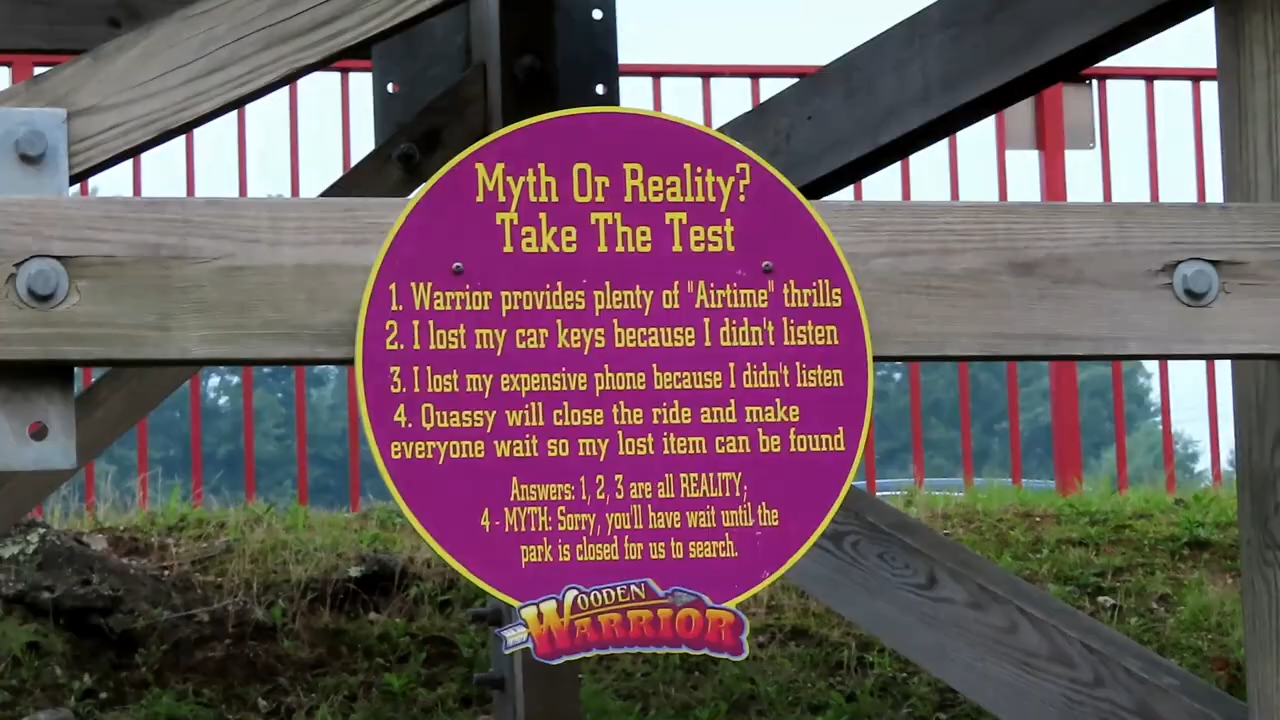 Myth Or Reality?
Take The Test
1. Warrior provides plenty of "Airtime" thrills
2. I lost my car keys because I didn't listen
3. I lost my expensive phone because I didn't listen
4. Quassy will close the ride and make
everyone wait so my lost item can be found
Answers: 1, 2, 3 are all REALITY;
4 - MYTH: Sorry, you'll have wait until the
park is closed for us to search.
WOODEN
WARRIOR